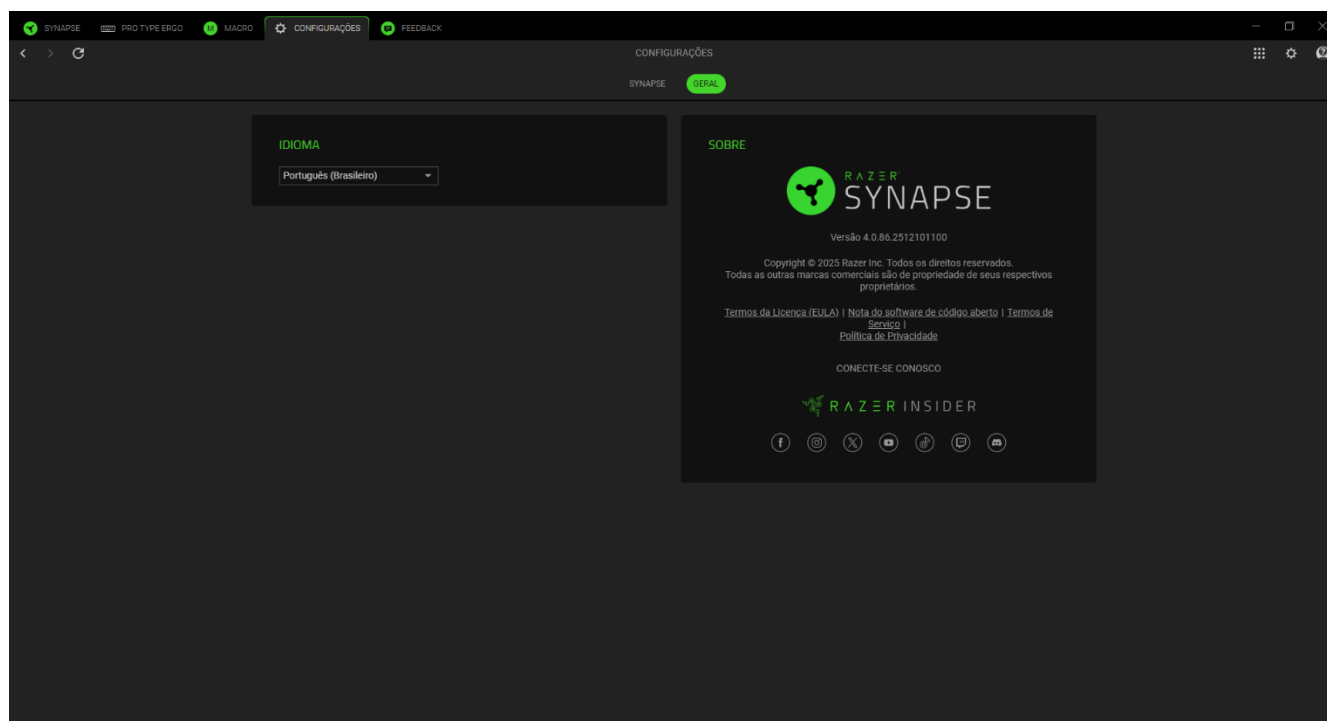 SYNAPSE PRO TYPE ERGO M MACRO CONFIGURAÇÕES FEEDBACK
CONFIGURAÇÕES
SYNAPSE GERAL
IDIOMA
Português (Brasileiro)
SOBRE
RAZER
SYNAPSE
Versão 4.0.86.2512101100
Copyright © 2025 Razer Inc. Todos os direitos reservados.
Todas as outras marcas comerciais são de propriedade de seus respectivos
proprietários.
Termos da Licença (EULA) | Nota do software de código aberto | Termos de
Serviço |
Política de Privacidade
CONECTE-SE CONOSCO
RAZER INSIDER